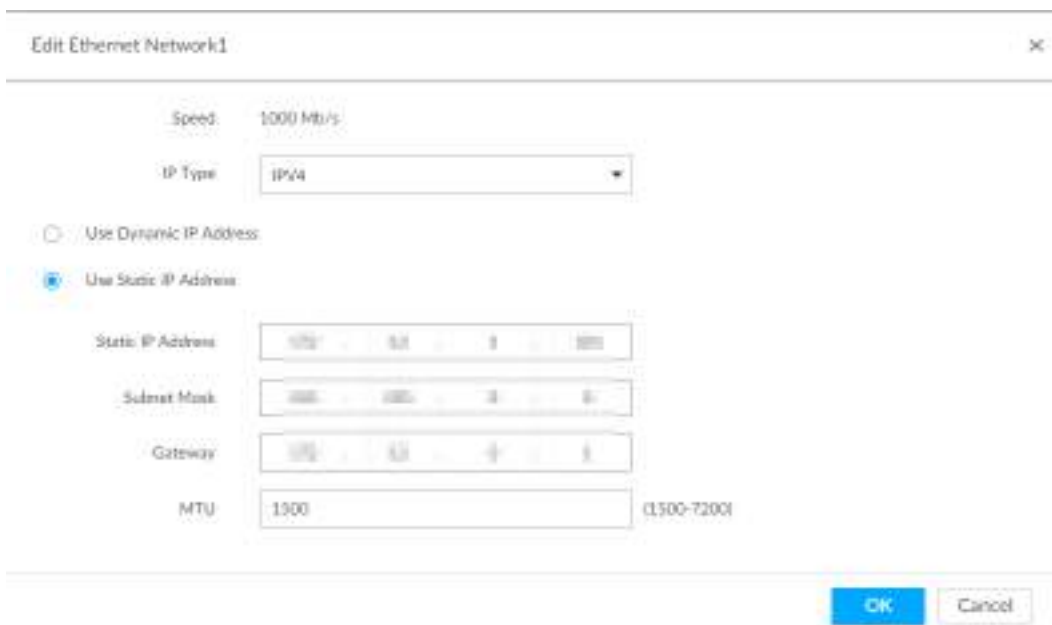 Edit Ethernet Network1 ×
Speed 1000 Mb/s
IP Type IPV4
Use Dynamic IP Address
Use Static IP Address
Static IP Address
Subnet Mask
Gateway
MTU 1500 (1500-7200)
OK Cancel